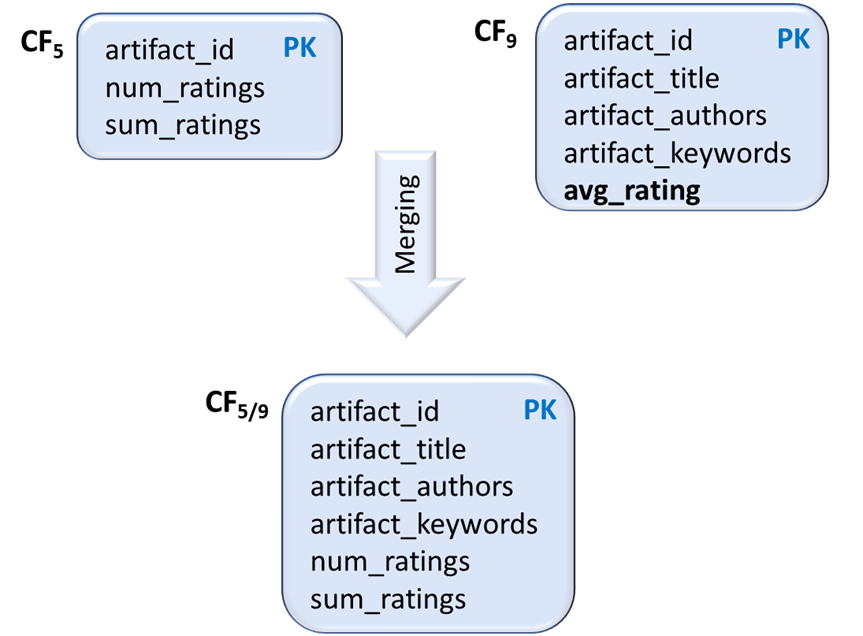 CF5
artifact_id PK
num_ratings
sum_ratings
CF9
artifact_id PK
artifact_title
artifact_authors
artifact_keywords
avg_rating
Merging
CF5/9
artifact_id PK
artifact_title
artifact_authors
artifact_keywords
num_ratings
sum_ratings